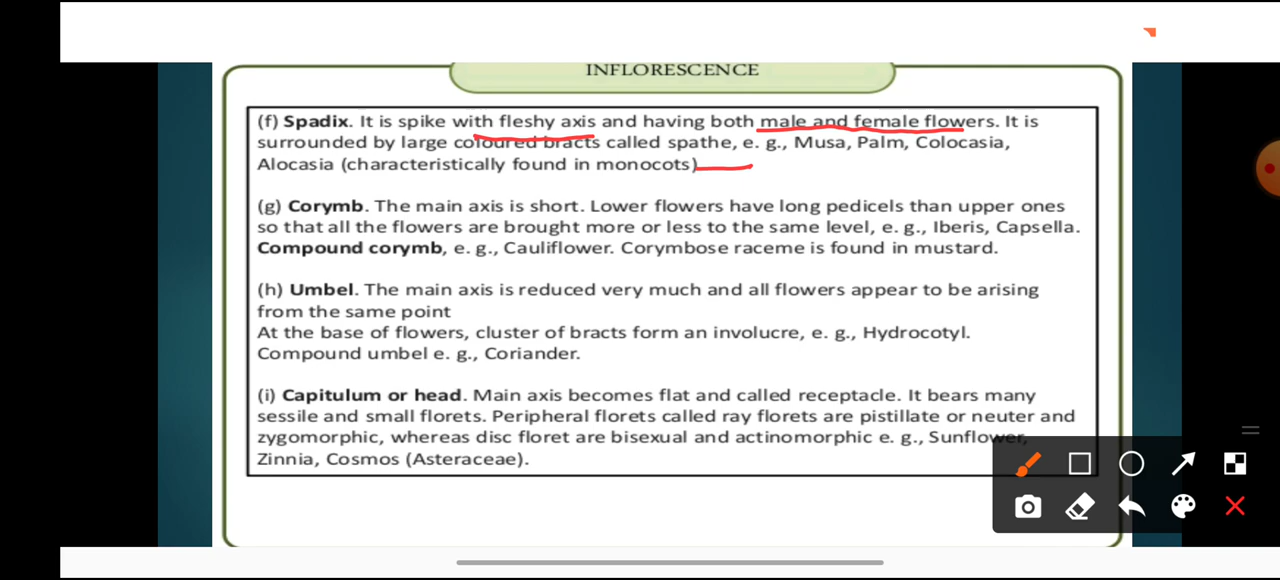 INFLORESCENCE
(f) Spadix. It is spike with fleshy axis and having both male and female flowers. It is
surrounded by large coloured bracts called spathe, e. g., Musa, Palm, Colocasia,
Alocasia (characteristically found in monocots)
(g) Corymb. The main axis is short. Lower flowers have long pedicels than upper ones
so that all the flowers are brought more or less to the same level, e. g., Iberis, Capsella.
Compound corymb, e. g., Cauliflower. Corymbose raceme is found in mustard.
(h) Umbel. The main axis is reduced very much and all flowers appear to be arising
from the same point
At the base of flowers, cluster of bracts form an involucre, e. g., Hydrocotyl.
Compound umbel e. g., Coriander.
(i) Capitulum or head. Main axis becomes flat and called receptacle. It bears many
sessile and small florets. Peripheral florets called ray florets are pistillate or neuter and
zygomorphic, whereas disc floret are bisexual and actinomorphic e. g., Sunflower,
Zinnia, Cosmos (Asteraceae).